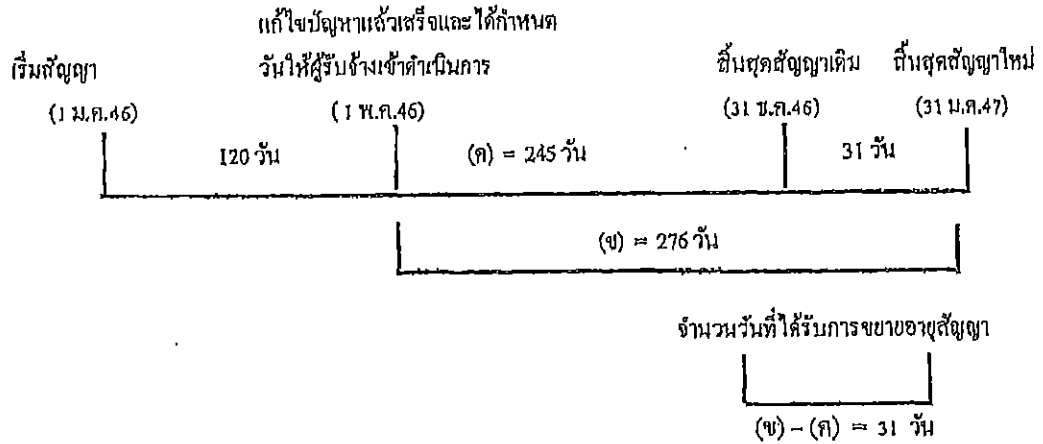 แก้ไขปัญหาแล้วเสร็จและได้กำหนด
เริ่มสัญญา วันให้ผู้รับจ้างเข้าดำเนินการ สิ้นสุดสัญญาเดิม สิ้นสุดสัญญาใหม่
(1 ม.ค.46) (1 พ.ค.46) (31 ธ.ค.46) (31 ม.ค.47)
120 วัน (ค) = 245 วัน 31 วัน
(ข) = 276 วัน
จำนวนวันที่ได้รับการขยายอายุสัญญา
(ข) – (ค) = 31 วัน